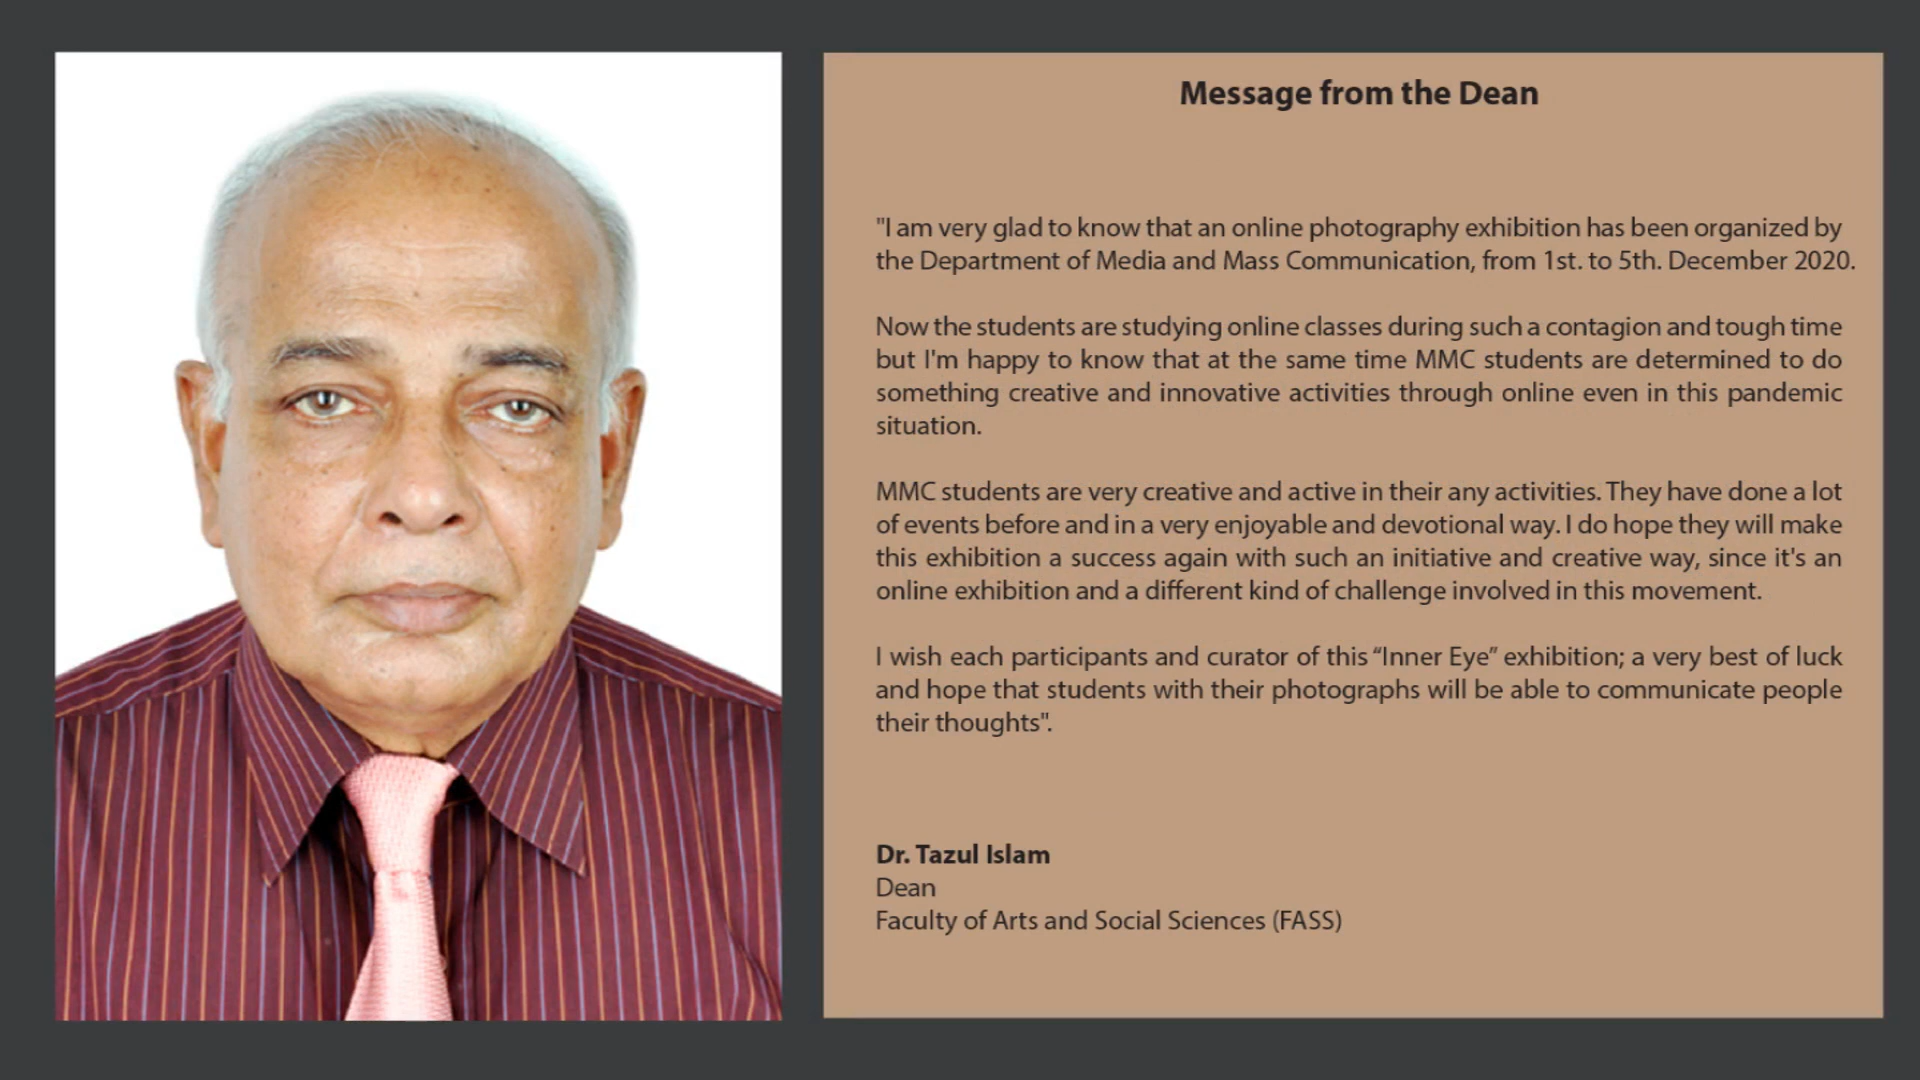 Message from the Dean
"I am very glad to know that an online photography exhibition has been organized by
the Department of Media and Mass Communication, from 1st. to 5th. December 2020.
Now the students are studying online classes during such a contagion and tough time
but I'm happy to know that at the same time MMC students are determined to do
something creative and innovative activities through online even in this pandemic
situation.
MMC students are very creative and active in their any activities. They have done a lot
of events before and in a very enjoyable and devotional way. I do hope they will make
this exhibition a success again with such an initiative and creative way, since it's an
online exhibition and a different kind of challenge involved in this movement.
I wish each participants and curator of this “Inner Eye” exhibition; a very best of luck
and hope that students with their photographs will be able to communicate people
their thoughts".
Dr. Tazul Islam
Dean
Faculty of Arts and Social Sciences (FASS)